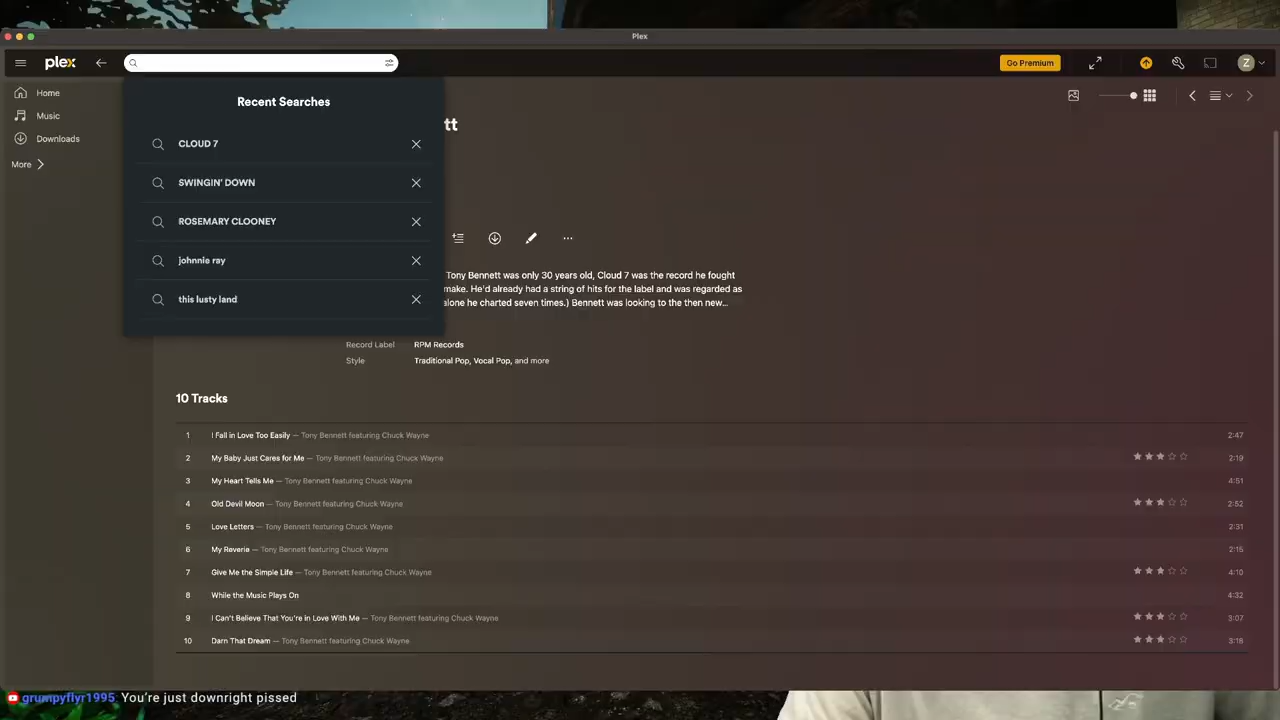 Plex
plex
Go Premium
Z
Home
Music
Downloads
More
Recent Searches
CLOUD 7
SWINGIN' DOWN
ROSEMARY CLOONEY
johnnie ray
this lusty land
tt
Tony Bennett was only 30 years old, Cloud 7 was the record he fought
make. He'd already had a string of hits for the label and was regarded as
alone he charted seven times.) Bennett was looking to the then new...
Record Label RPM Records
Style Traditional Pop, Vocal Pop, and more
10 Tracks
1 I Fall in Love Too Easily — Tony Bennett featuring Chuck Wayne 2:47
2 My Baby Just Cares for Me — Tony Bennett featuring Chuck Wayne 2:19
3 My Heart Tells Me — Tony Bennett featuring Chuck Wayne 4:51
4 Old Devil Moon — Tony Bennett featuring Chuck Wayne 2:52
5 Love Letters — Tony Bennett featuring Chuck Wayne 2:31
6 My Reverie — Tony Bennett featuring Chuck Wayne 2:15
7 Give Me the Simple Life — Tony Bennett featuring Chuck Wayne 4:10
8 While the Music Plays On 4:32
9 I Can't Believe That You're in Love With Me — Tony Bennett featuring Chuck Wayne 3:07
10 Darn That Dream — Tony Bennett featuring Chuck Wayne 3:18
grumpyflyr1995 You're just downright pissed